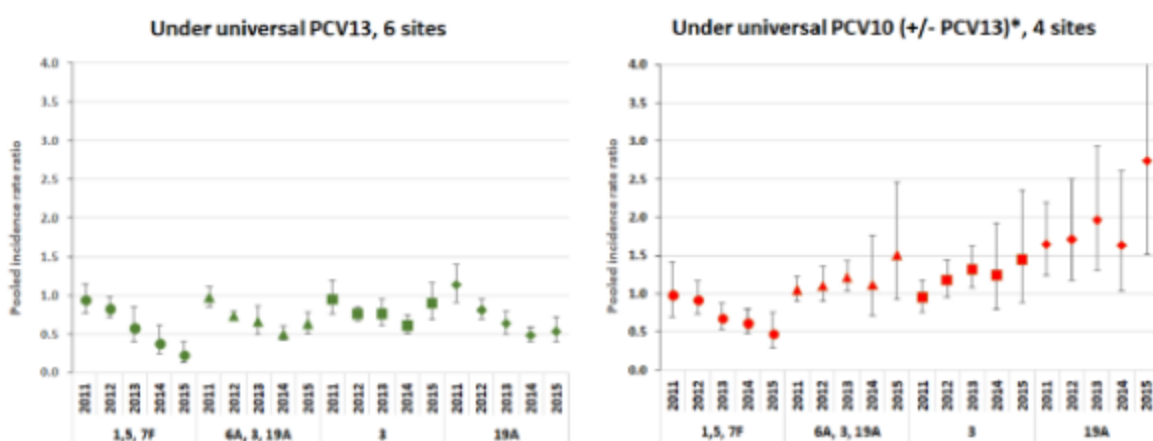 Under universal PCV13, 6 sites
Pooled incidence rate ratio
4.0
3.5
3.0
2.5
2.0
1.5
1.0
0.5
0.0
2011 2012 2013 2014 2015 2011 2012 2013 2014 2015 2011 2012 2013 2014 2015 2011 2012 2013 2014 2015
1,5, 7F 6A, 3, 19A 3 19A
Under universal PCV10 (+/- PCV13)*, 4 sites
Pooled incidence rate ratio
4.0
3.5
3.0
2.5
2.0
1.5
1.0
0.5
0.0
2011 2012 2013 2014 2015 2011 2012 2013 2014 2015 2011 2012 2013 2014 2015 2011 2012 2013 2014 2015
1,5, 7F 6A, 3, 19A 3 19A